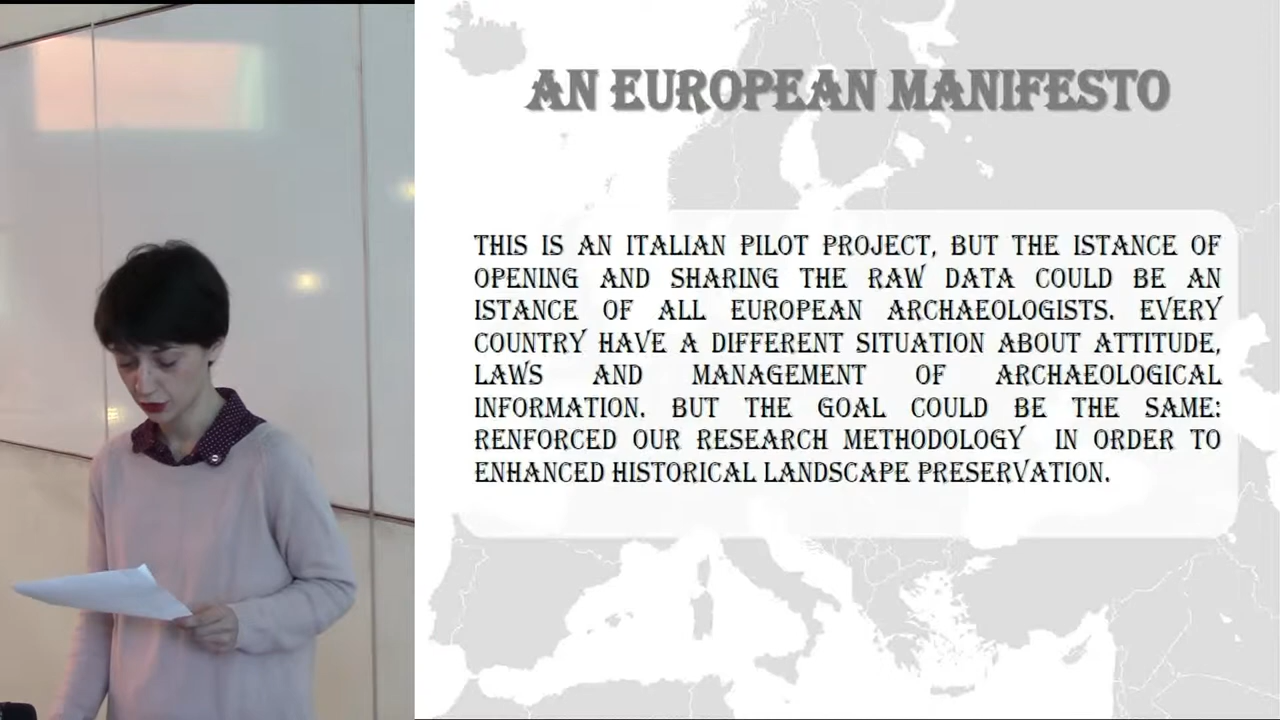 AN EUROPEAN MANIFESTO
THIS IS AN ITALIAN PILOT PROJECT, BUT THE ISTANCE OF
OPENING AND SHARING THE RAW DATA COULD BE AN
ISTANCE OF ALL EUROPEAN ARCHAEOLOGISTS. EVERY
COUNTRY HAVE A DIFFERENT SITUATION ABOUT ATTITUDE,
LAWS AND MANAGEMENT OF ARCHAEOLOGICAL
INFORMATION. BUT THE GOAL COULD BE THE SAME:
RENFORCED OUR RESEARCH METHODOLOGY IN ORDER TO
ENHANCED HISTORICAL LANDSCAPE PRESERVATION.